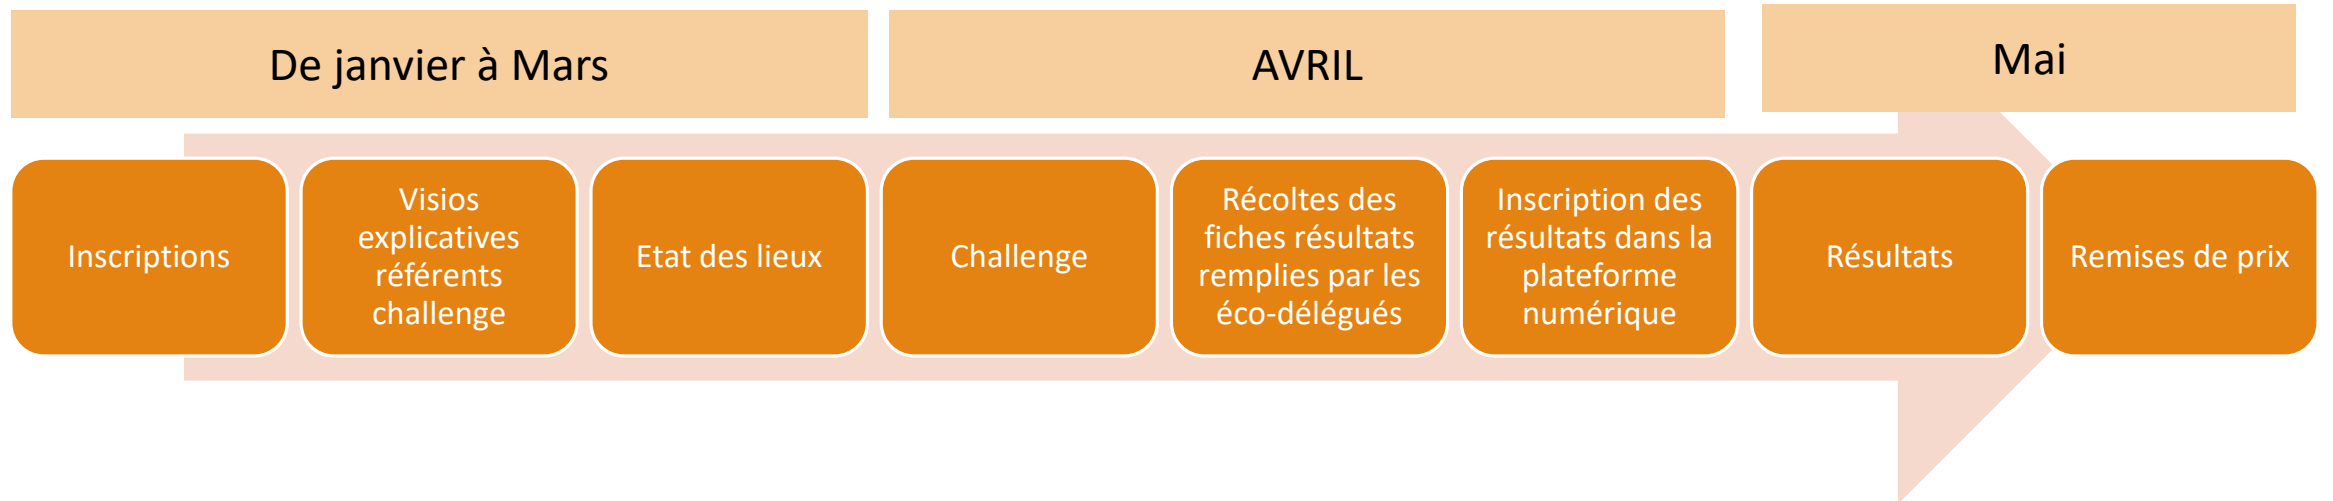 De janvier à Mars
AVRIL
Mai
Inscriptions
Visios
explicatives
référents
challenge
Etat des lieux
Challenge
Récoltes des
fiches résultats
remplies par les
éco-délégués
Inscription des
résultats dans la
plateforme
numérique
Résultats
Remises de prix